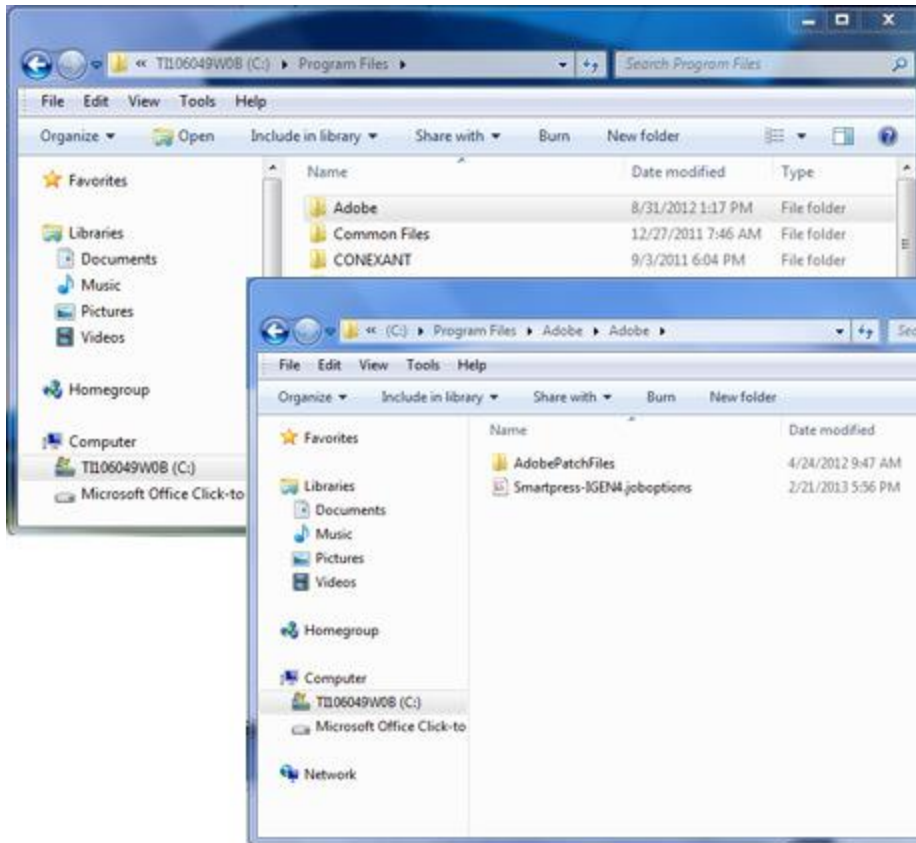 « TI106049W0B (C:) ▸ Program Files ▸ Search Program Files
File Edit View Tools Help
Organize Open Include in library Share with Burn New folder
Favorites
Libraries
Documents
Music
Pictures
Videos
Homegroup
Computer
TI106049W0B (C:)
Microsoft Office Click-to
Name Date modified Type
Adobe 8/31/2012 1:17 PM File folder
Common Files 12/27/2011 7:46 AM File folder
CONEXANT 9/3/2011 6:04 PM File folder
« (C:) ▸ Program Files ▸ Adobe ▸ Adobe ▸ Sea
File Edit View Tools Help
Organize Include in library Share with Burn New folder
Favorites
Libraries
Documents
Music
Pictures
Videos
Homegroup
Computer
TI106049W0B (C:)
Microsoft Office Click-to
Network
Name Date modified
AdobePatchFiles 4/24/2012 9:47 AM
Smartpress-IGEN4.joboptions 2/21/2013 5:56 PM